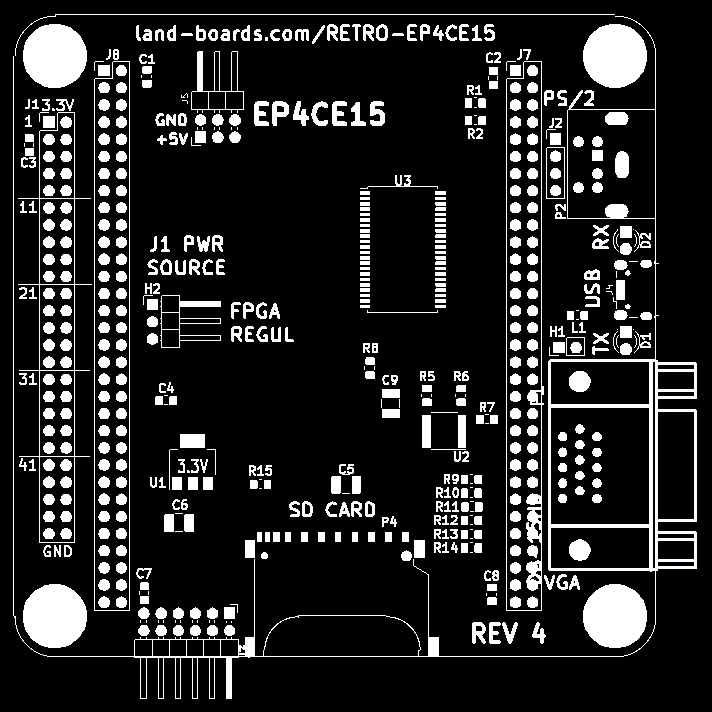 land-boards.com/RETRO-EP4CE15
J8
C1
C2
J7
J5
R1
PS/2
J1
3.3V
EP4CE15
1
GND
+5V
R2
J2
C3
U3
P2
11
J1 PWR
SOURCE
RX
D2
H2
21
USB
FPGA
REGUL
H1
L1
TX
D1
R8
31
C4
C9
R5
R6
P1
R7
41
3.3V
U1
U2
R15
C5
R9
R10
R11
R12
R13
R14
C6
SD CARD
P4
GND
C7
C8
VGA
REV 4